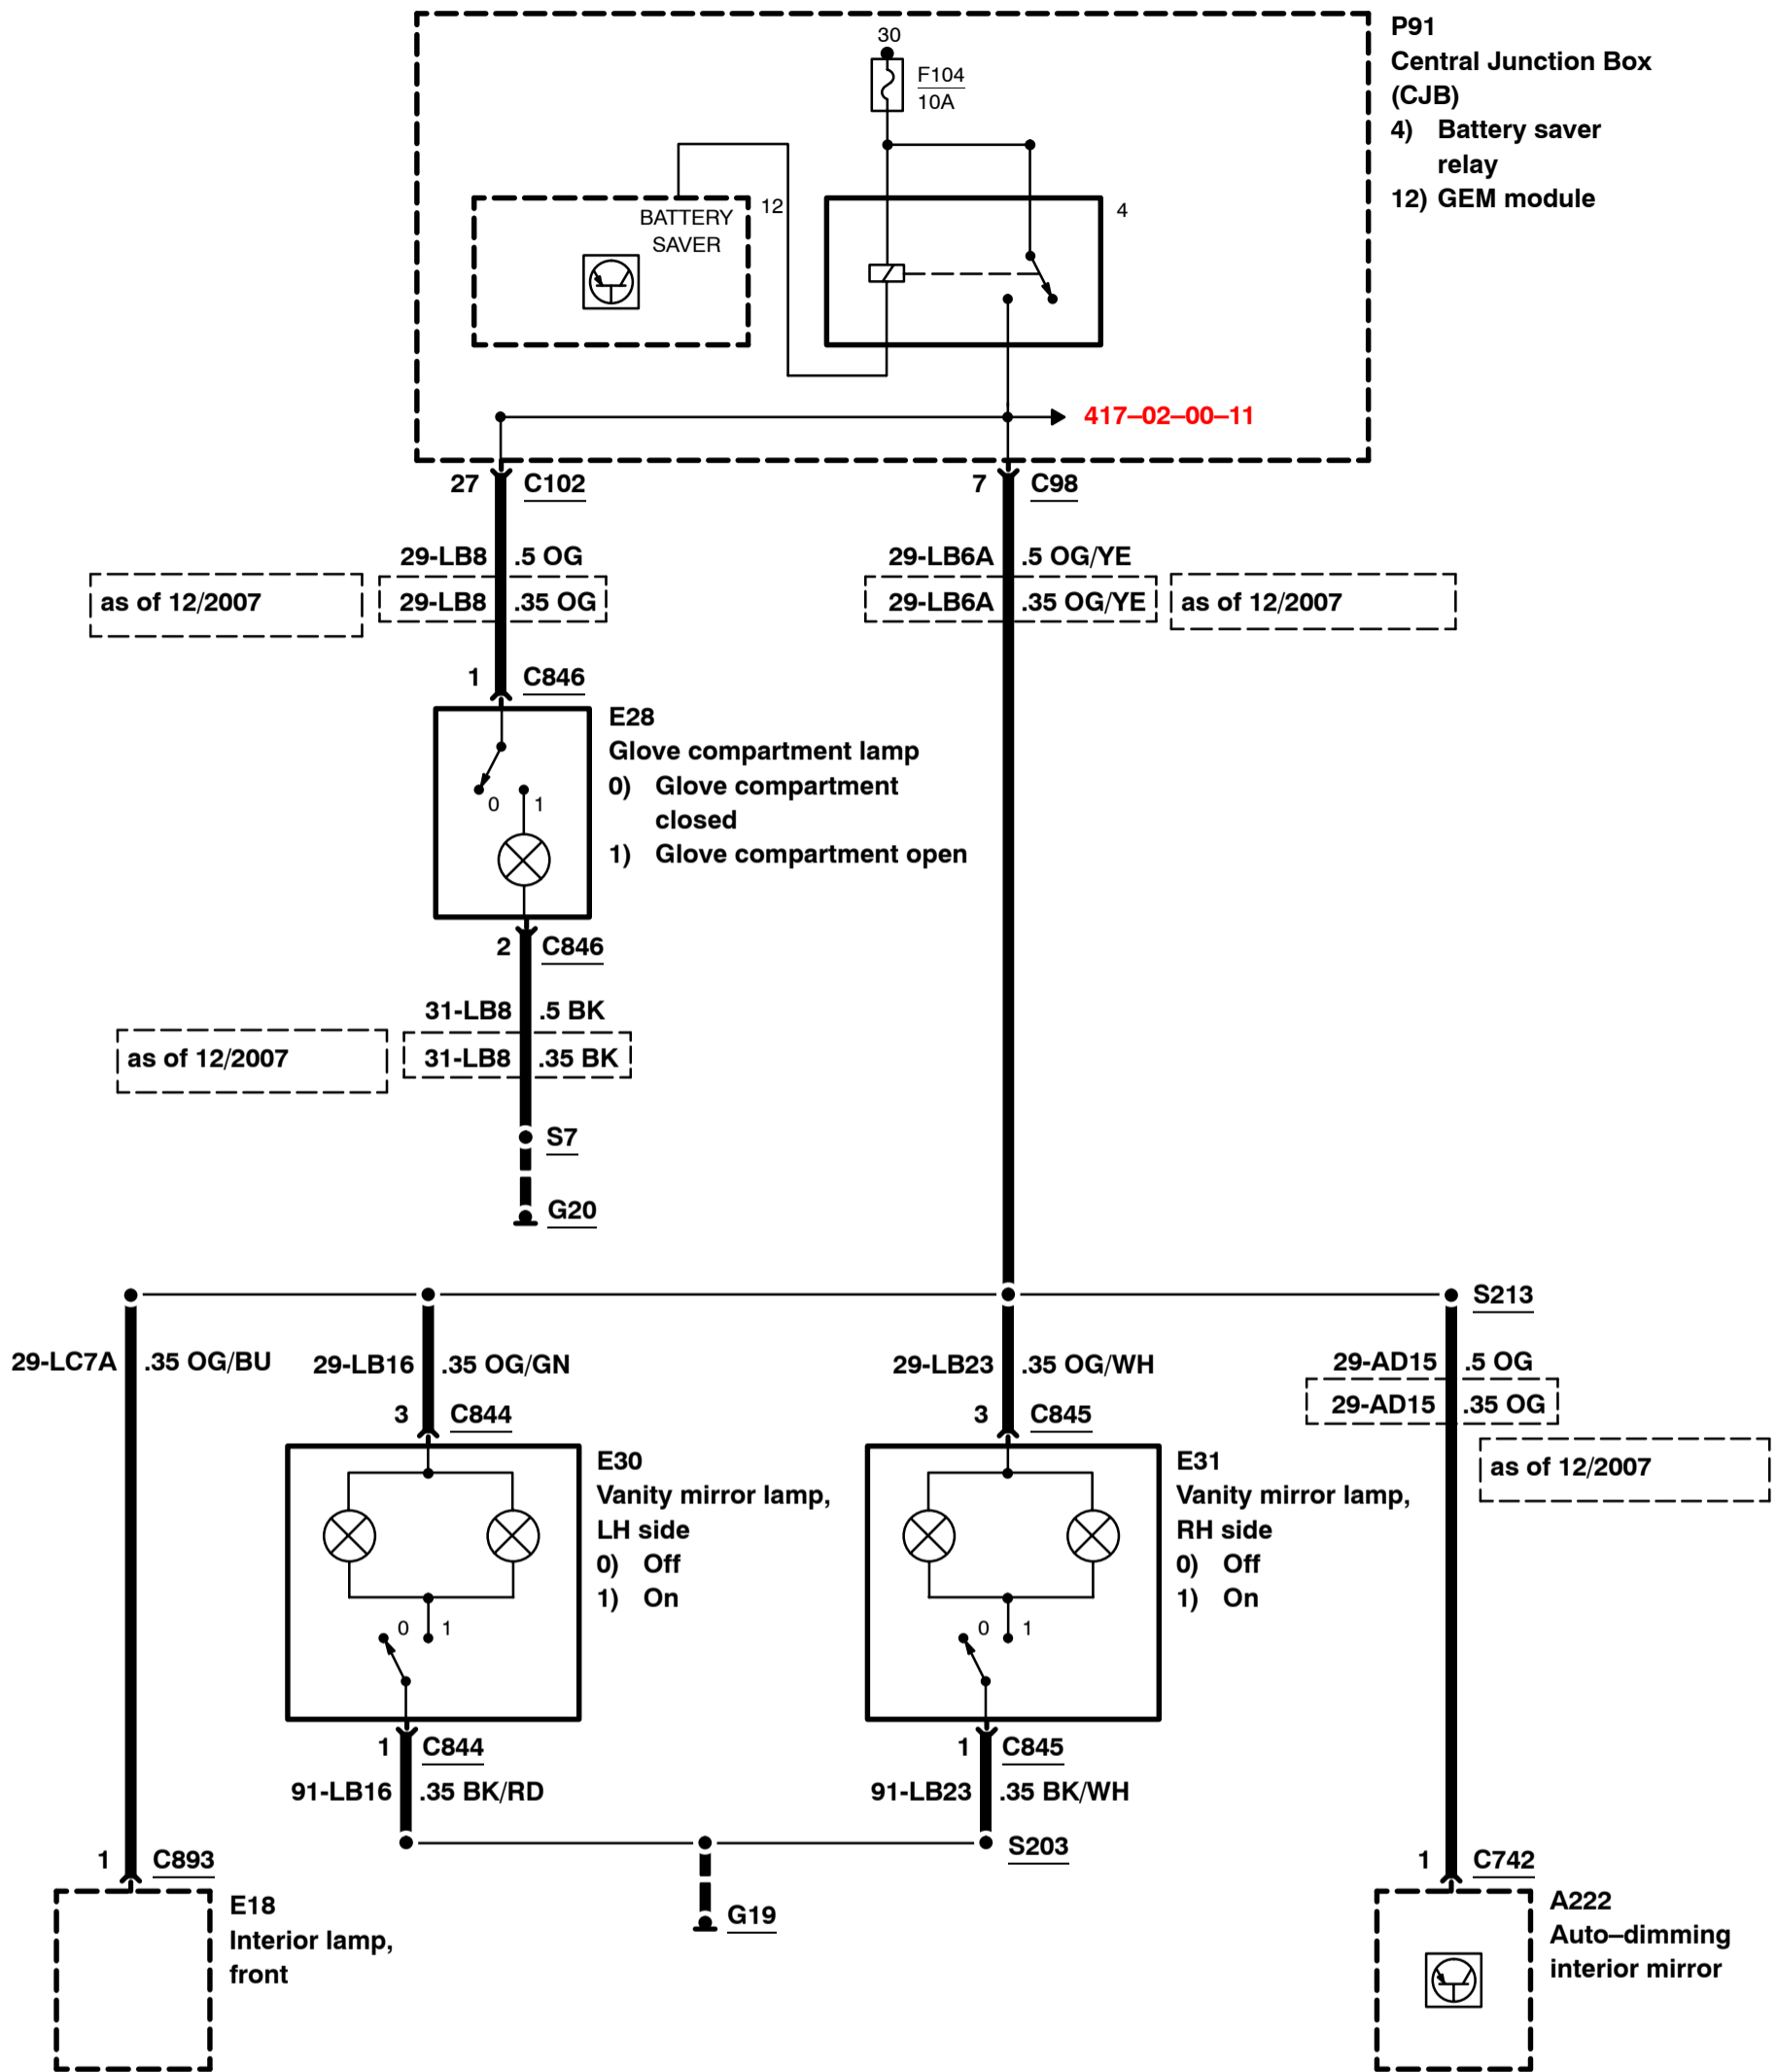 30
F104
10A
P91
Central Junction Box
(CJB)
4) Battery saver
relay
12) GEM module
BATTERY
SAVER
12
4
417–02–00–11
27 C102
7 C98
29-LB8 .5 OG
29-LB6A .5 OG/YE
as of 12/2007
29-LB8 .35 OG
29-LB6A .35 OG/YE
as of 12/2007
1 C846
E28
Glove compartment lamp
0) Glove compartment
closed
1) Glove compartment open
0 1
2 C846
31-LB8 .5 BK
as of 12/2007
31-LB8 .35 BK
S7
G20
S213
29-LC7A .35 OG/BU
29-LB16 .35 OG/GN
29-LB23 .35 OG/WH
29-AD15 .5 OG
29-AD15 .35 OG
as of 12/2007
3 C844
3 C845
E30
Vanity mirror lamp,
LH side
0) Off
1) On
0 1
E31
Vanity mirror lamp,
RH side
0) Off
1) On
0 1
1 C844
1 C845
91-LB16 .35 BK/RD
91-LB23 .35 BK/WH
S203
G19
1 C893
E18
Interior lamp,
front
1 C742
A222
Auto–dimming
interior mirror